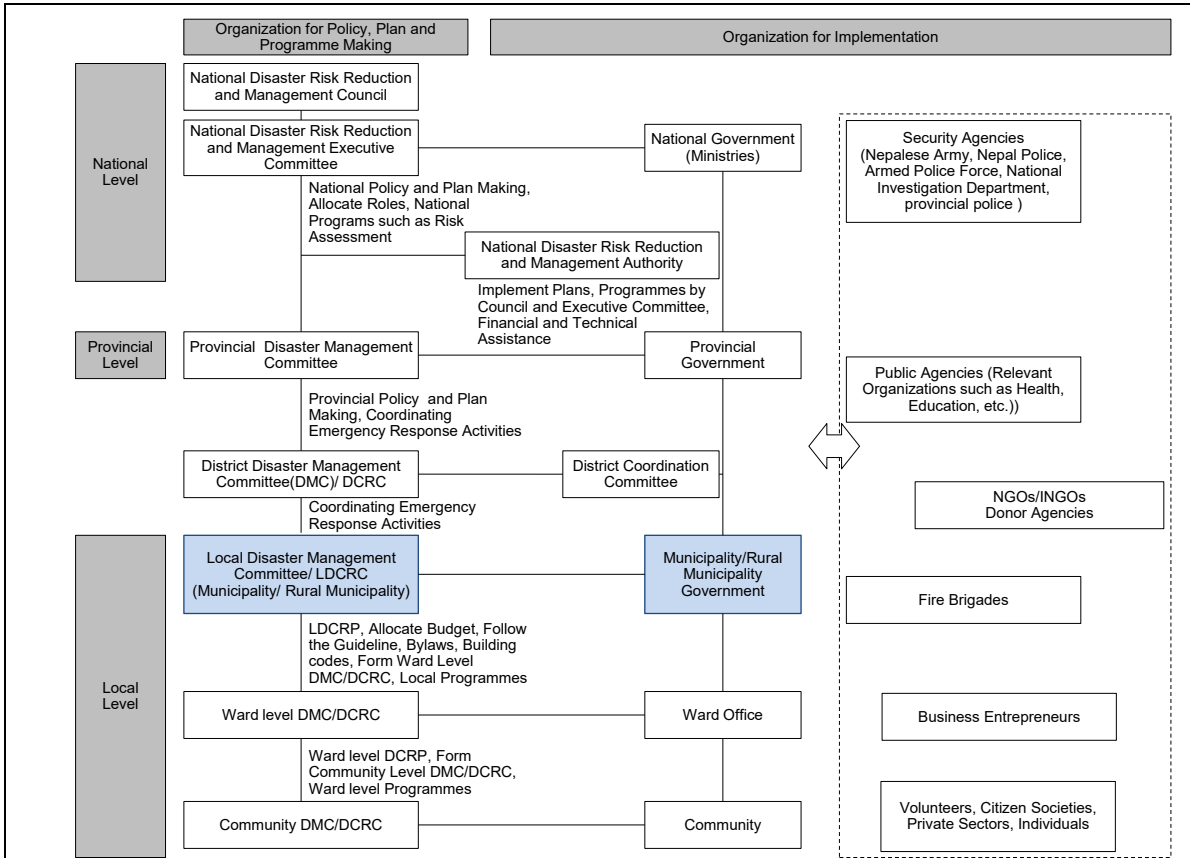 Organization for Policy, Plan and
Programme Making
Organization for Implementation
National
Level
National Disaster Risk Reduction
and Management Council
National Disaster Risk Reduction
and Management Executive
Committee
National Government
(Ministries)
National Policy and Plan Making,
Allocate Roles, National
Programs such as Risk
Assessment
National Disaster Risk Reduction
and Management Authority
Implement Plans, Programmes by
Council and Executive Committee,
Financial and Technical
Assistance
Provincial
Level
Provincial Disaster Management
Committee
Provincial
Government
Provincial Policy and Plan
Making, Coordinating
Emergency Response Activities
District Disaster Management
Committee(DMC)/ DCRC
District Coordination
Committee
Coordinating Emergency
Response Activities
Local
Level
Local Disaster Management
Committee/ LDCRC
(Municipality/ Rural Municipality)
Municipality/Rural
Municipality
Government
LDCRP, Allocate Budget, Follow
the Guideline, Bylaws, Building
codes, Form Ward Level
DMC/DCRC, Local Programmes
Ward level DMC/DCRC
Ward Office
Ward level DCRP, Form
Community Level DMC/DCRC,
Ward level Programmes
Community DMC/DCRC
Community
Security Agencies
(Nepalese Army, Nepal Police,
Armed Police Force, National
Investigation Department,
provincial police )
Public Agencies (Relevant
Organizations such as Health,
Education, etc.))
NGOs/INGOs
Donor Agencies
Fire Brigades
Business Entrepreneurs
Volunteers, Citizen Societies,
Private Sectors, Individuals